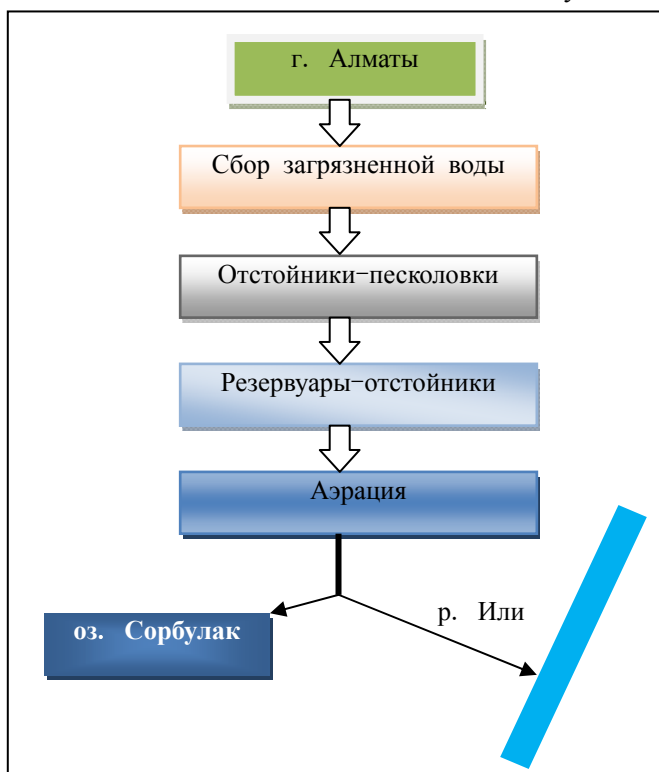 г. Алматы
Сбор загрязненной воды
Отстойники-песколовки
Резервуары-отстойники
Аэрация
р. Или
оз. Сорбулак